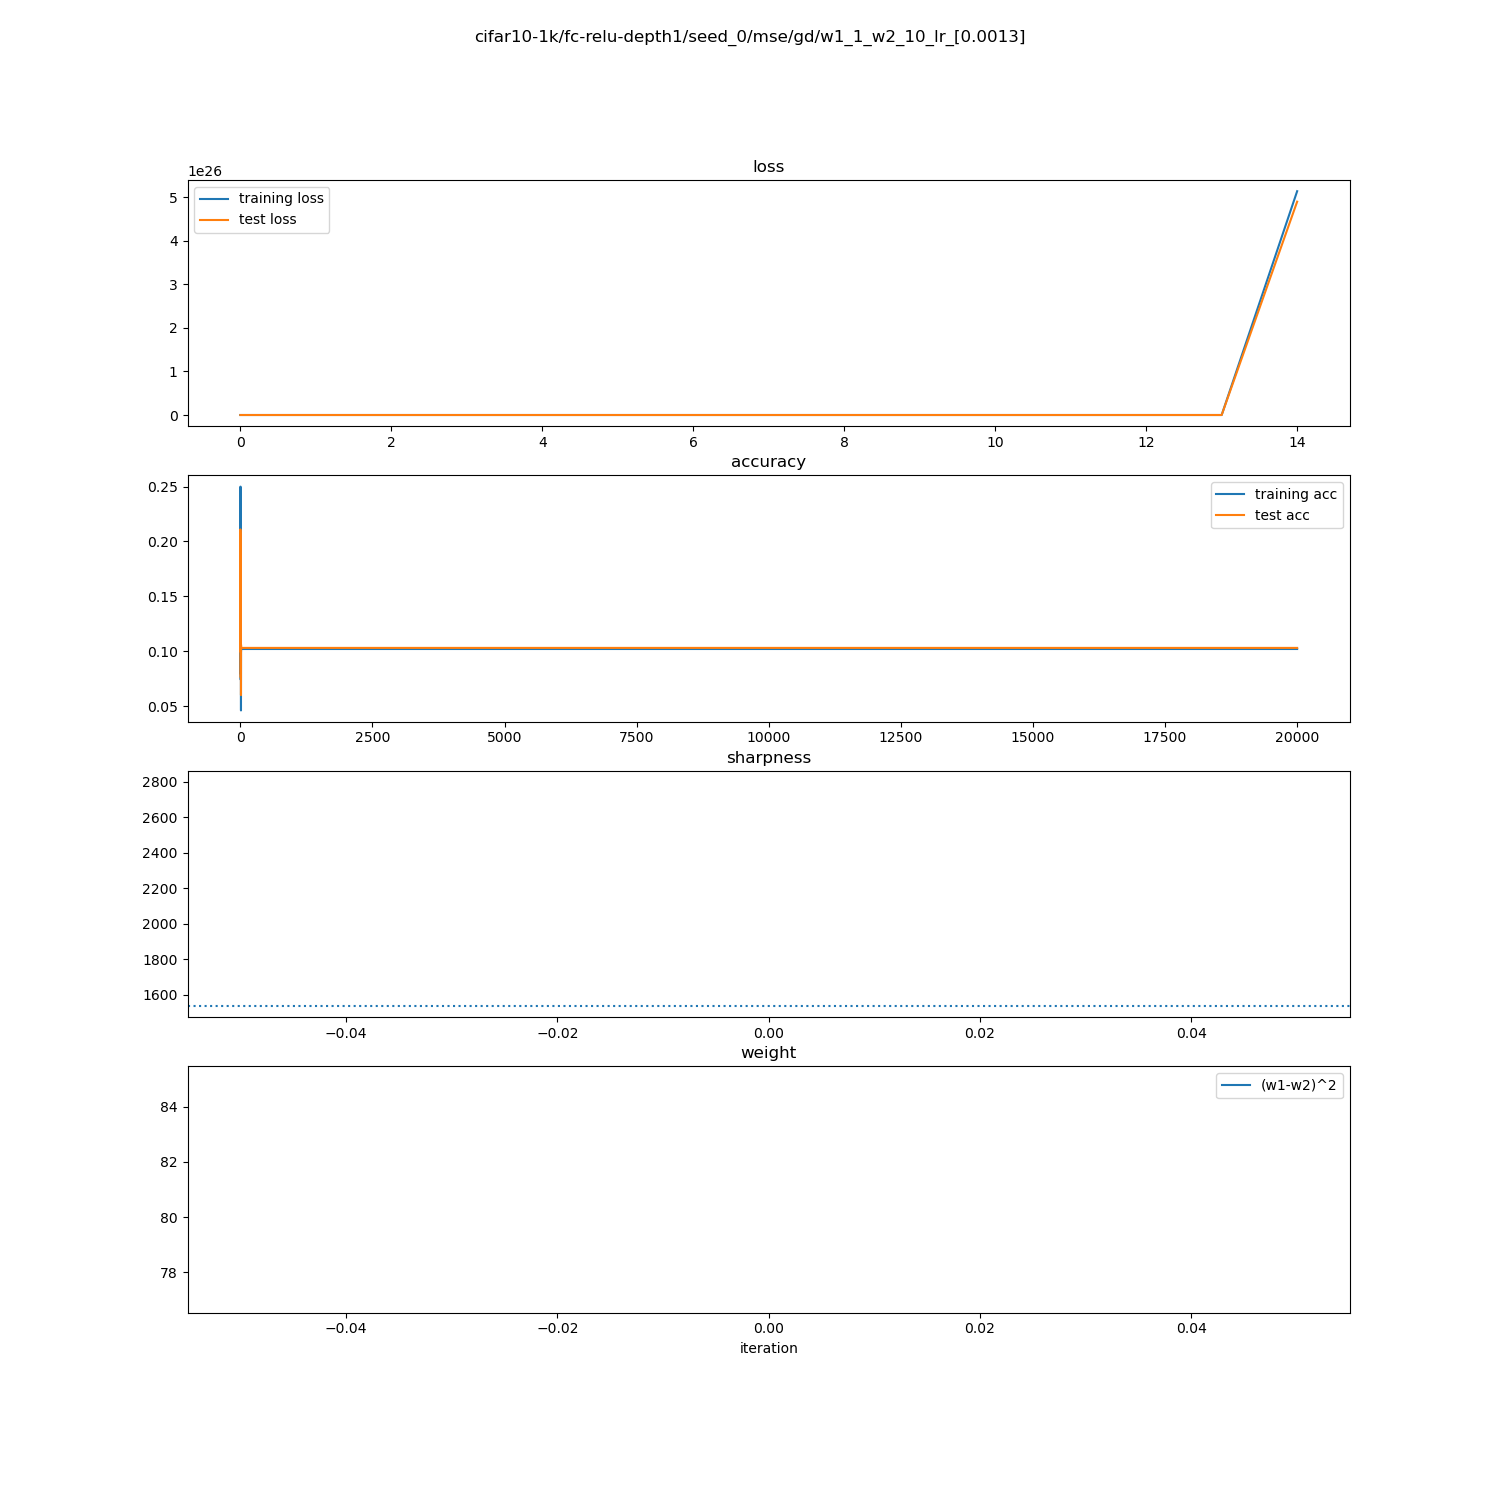 cifar10-1k/fc-relu-depth1/seed_0/mse/gd/w1_1_w2_10_lr_[0.0013]
loss
1e26
training loss
test loss
5
4
3
2
1
0
0 2 4 6 8 10 12 14
accuracy
training acc
test acc
0.25
0.20
0.15
0.10
0.05
0 2500 5000 7500 10000 12500 15000 17500 20000
sharpness
2800
2600
2400
2200
2000
1800
1600
−0.04 −0.02 0.00 0.02 0.04
weight
(w1-w2)^2
84
82
80
78
−0.04 −0.02 0.00 0.02 0.04
iteration